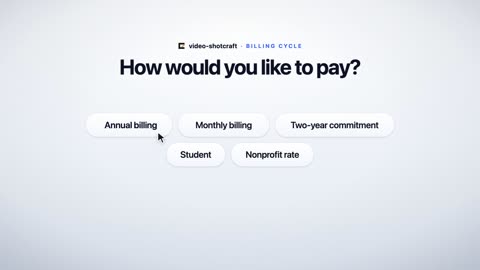 video-shotcraft · BILLING CYCLE
How would you like to pay?
Annual billing Monthly billing Two-year commitment
Student Nonprofit rate